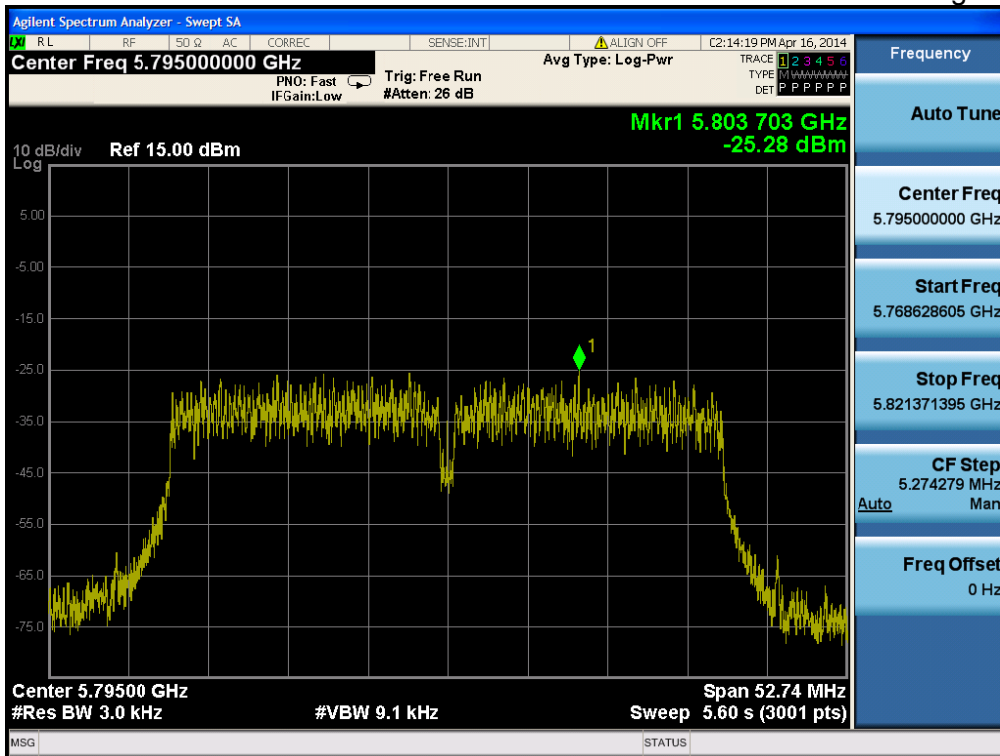 Agilent Spectrum Analyzer - Swept SA
LXI RL RF 50 Ω AC CORREC SENSE:INT ALIGN OFF 02:14:19 PM Apr 16, 2014
Center Freq 5.795000000 GHz
PNO: Fast
IFGain:Low
Trig: Free Run
#Atten: 26 dB
Avg Type: Log-Pwr
TRACE 1 2 3 4 5 6
TYPE M
DET P P P P P P
Mkr1 5.803 703 GHz
-25.28 dBm
10 dB/div Ref 15.00 dBm
Log
5.00
-5.00
-15.0
-25.0
-35.0
-45.0
-55.0
-65.0
-75.0
1
Center 5.79500 GHz
Span 52.74 MHz
#Res BW 3.0 kHz
#VBW 9.1 kHz
Sweep 5.60 s (3001 pts)
MSG
STATUS
Frequency
Auto Tune
Center Freq
5.795000000 GHz
Start Freq
5.768628605 GHz
Stop Freq
5.821371395 GHz
CF Step
5.274279 MHz
Auto Man
Freq Offset
0 Hz